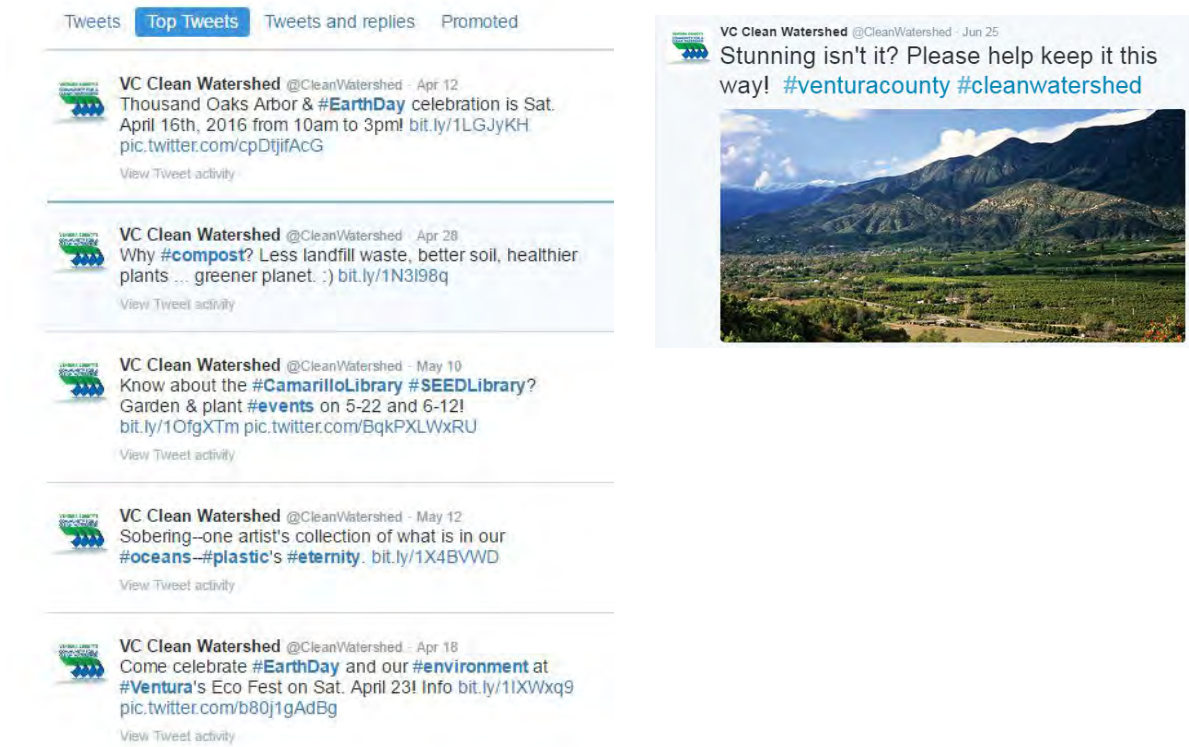 Tweets Top Tweets Tweets and replies Promoted
VC Clean Watershed @CleanWatershed · Apr 12
Thousand Oaks Arbor & #EarthDay celebration is Sat.
April 16th, 2016 from 10am to 3pm! bit.ly/1LGJyKH
pic.twitter.com/cpDtjifAcG
View Tweet activity
VC Clean Watershed @CleanWatershed · Apr 28
Why #compost? Less landfill waste, better soil, healthier
plants ... greener planet. :) bit.ly/1N3I98q
View Tweet activity
VC Clean Watershed @CleanWatershed · May 10
Know about the #CamarilloLibrary #SEEDLibrary?
Garden & plant #events on 5-22 and 6-12!
bit.ly/1OfgXTm pic.twitter.com/BqkPXLWxRU
View Tweet activity
VC Clean Watershed @CleanWatershed · May 12
Sobering--one artist's collection of what is in our
#oceans--#plastic's #eternity. bit.ly/1X4BVWD
View Tweet activity
VC Clean Watershed @CleanWatershed · Apr 18
Come celebrate #EarthDay and our #environment at
#Ventura's Eco Fest on Sat. April 23! Info bit.ly/1IXWxq9
pic.twitter.com/b80j1gAdBg
View Tweet activity
VC Clean Watershed @CleanWatershed · Jun 25
Stunning isn't it? Please help keep it this
way! #venturacounty #cleanwatershed